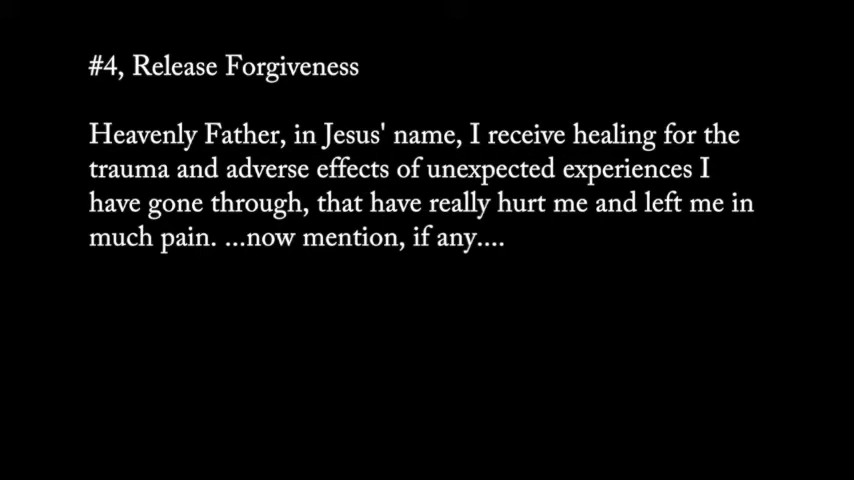 #4, Release Forgiveness
Heavenly Father, in Jesus' name, I receive healing for the
trauma and adverse effects of unexpected experiences I
have gone through, that have really hurt me and left me in
much pain. ...now mention, if any....